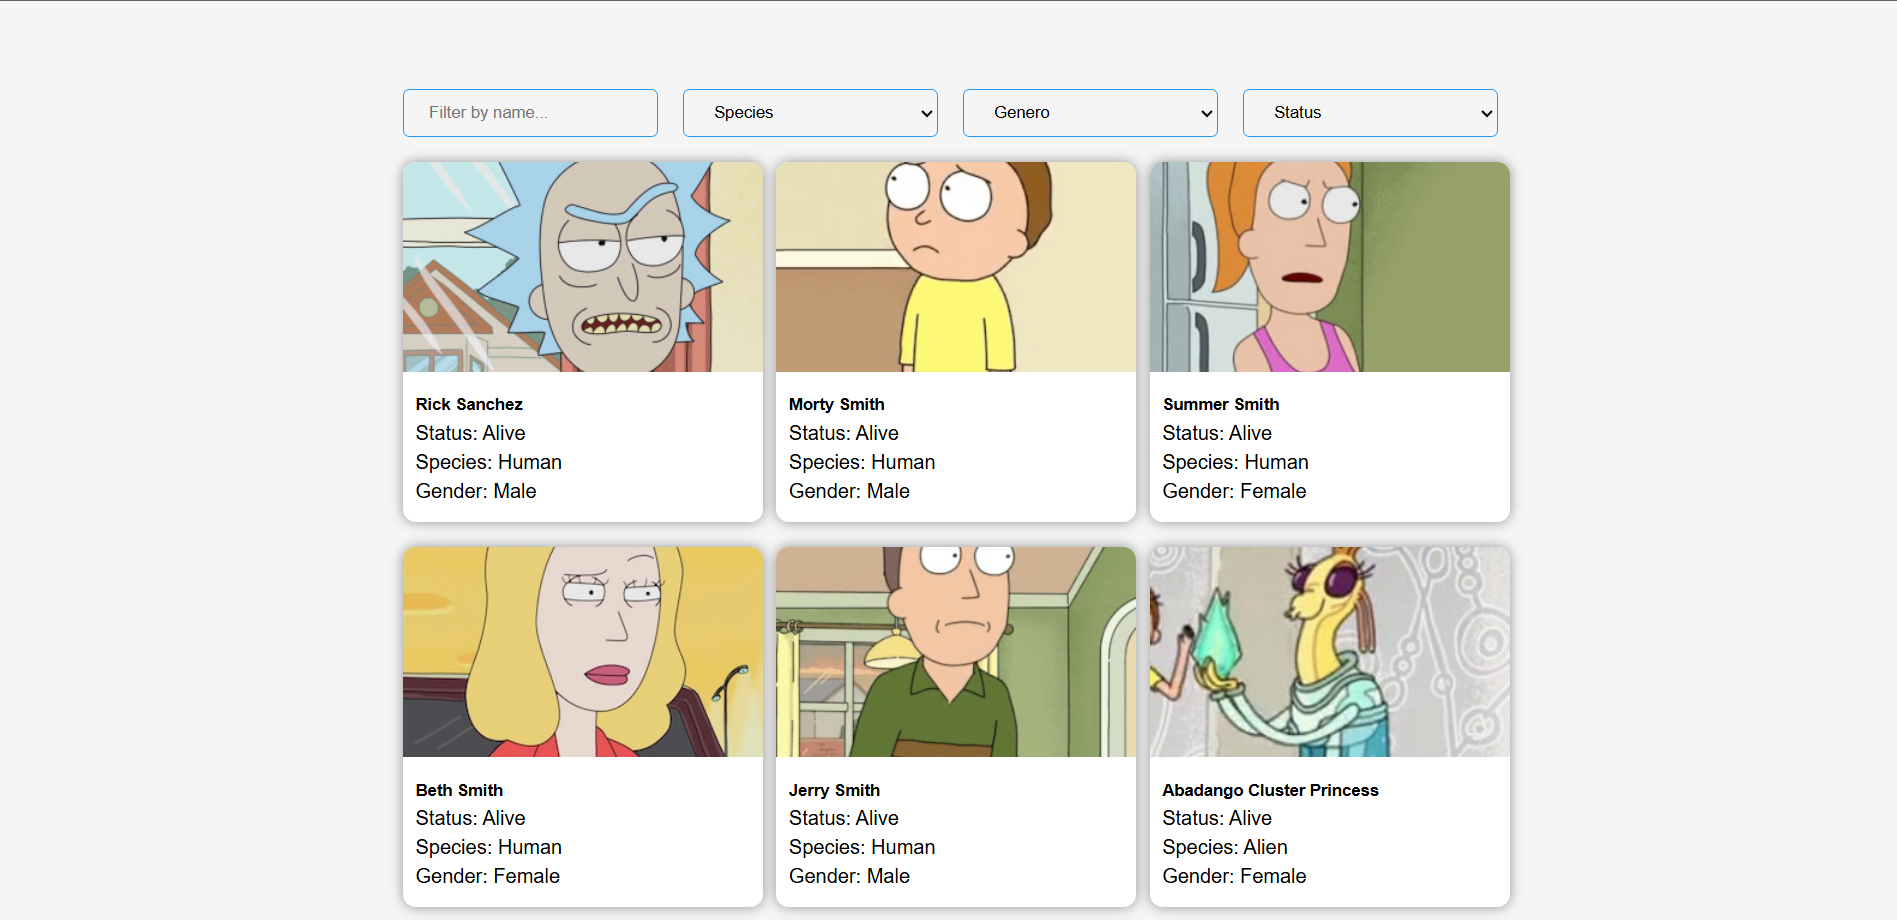 Filter by name...
Species
Genero
Status
Rick Sanchez
Status: Alive
Species: Human
Gender: Male
Morty Smith
Status: Alive
Species: Human
Gender: Male
Summer Smith
Status: Alive
Species: Human
Gender: Female
Beth Smith
Status: Alive
Species: Human
Gender: Female
Jerry Smith
Status: Alive
Species: Human
Gender: Male
Abadango Cluster Princess
Status: Alive
Species: Alien
Gender: Female